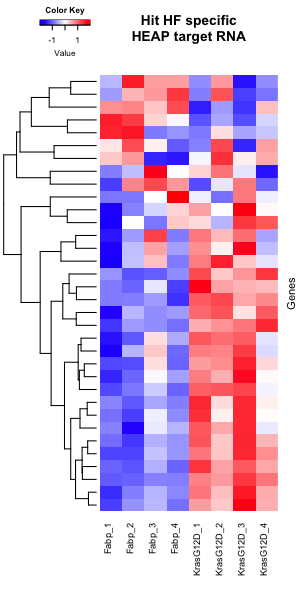 Color Key
-1 1
Value
Hit HF specific
HEAP target RNA
Genes
Fabp_1
Fabp_2
Fabp_3
Fabp_4
KrasG12D_1
KrasG12D_2
KrasG12D_3
KrasG12D_4